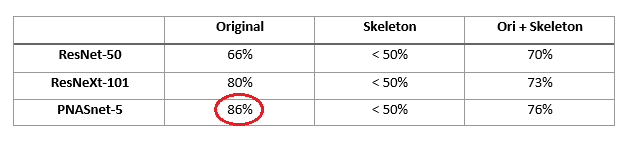 Original Skeleton Ori + Skeleton
ResNet-50 66% < 50% 70%
ResNeXt-101 80% < 50% 73%
PNASnet-5 86% < 50% 76%